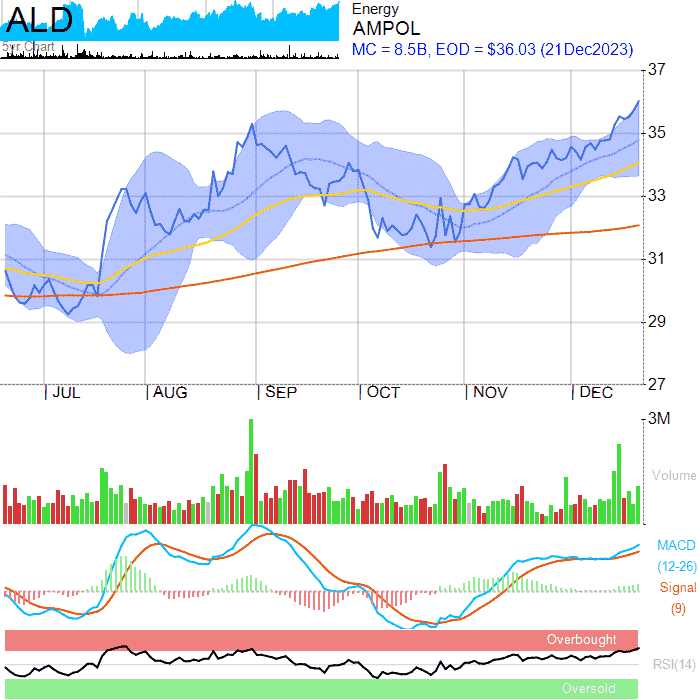 ALD
5yr Chart
Energy
AMPOL
MC = 8.5B, EOD = $36.03 (21Dec2023)
37
35
33
31
29
27
JUL AUG SEP OCT NOV DEC
3M
Volume
MACD
(12-26)
Signal
(9)
Overbought
RSI(14)
Oversold